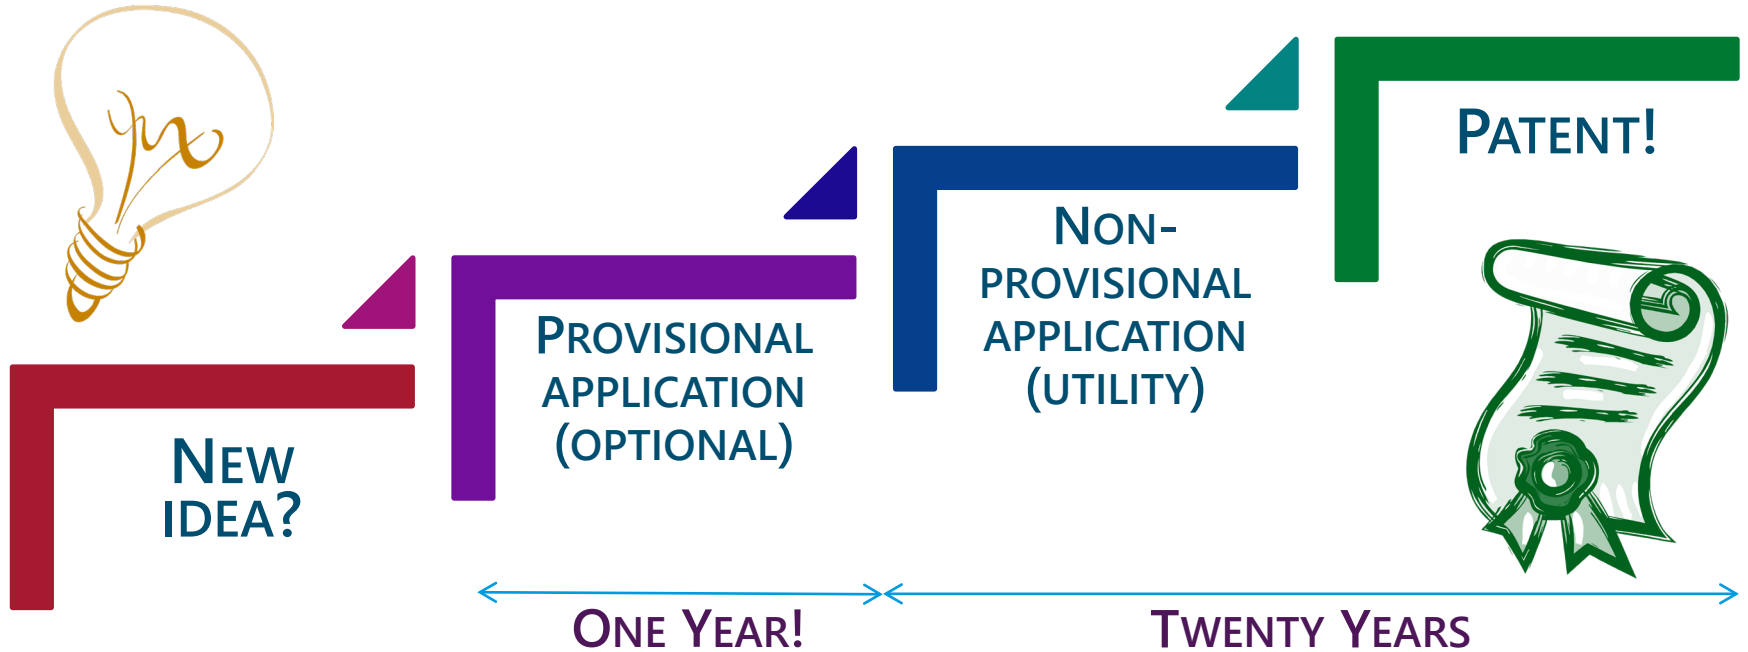 NEW
IDEA?
PROVISIONAL
APPLICATION
(OPTIONAL)
NON-
PROVISIONAL
APPLICATION
(UTILITY)
PATENT!
ONE YEAR!
TWENTY YEARS